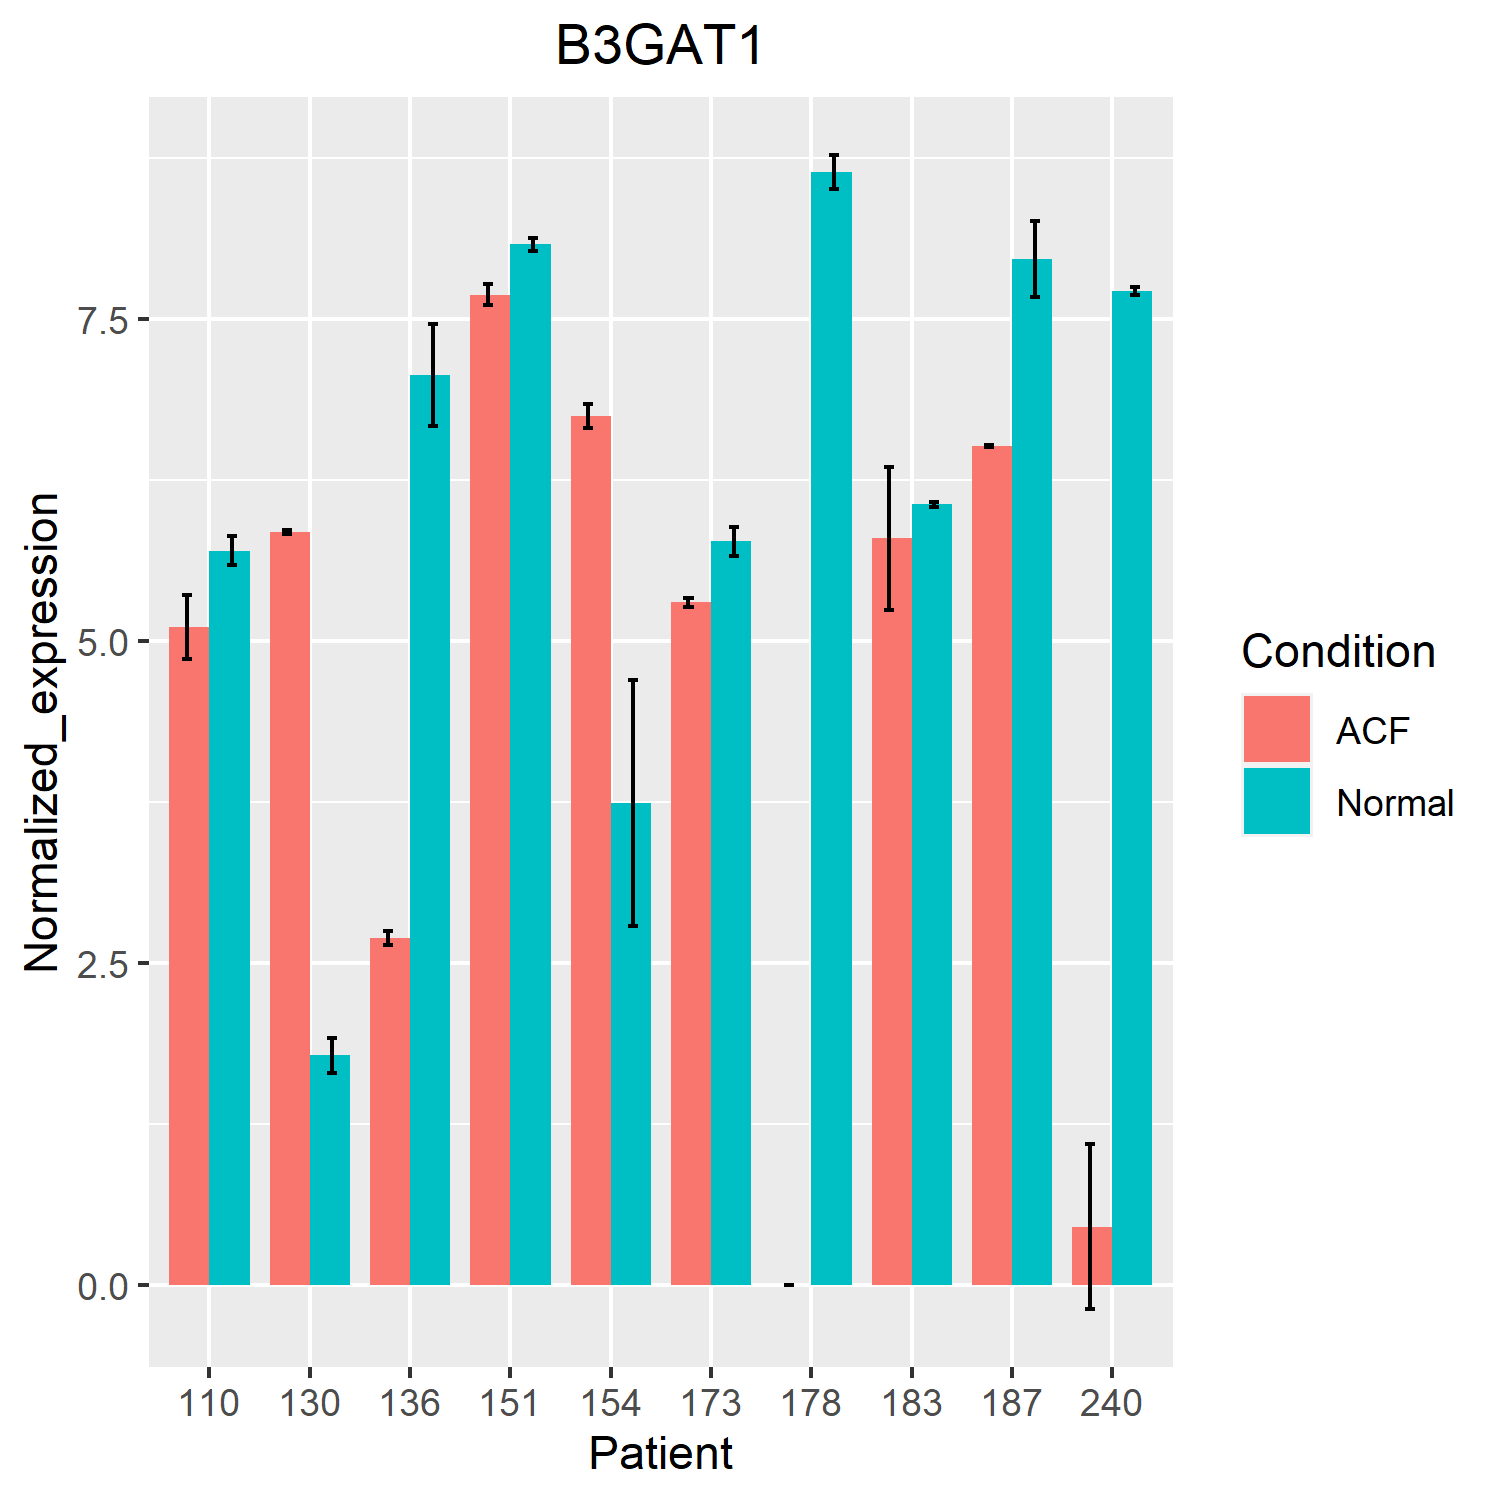 B3GAT1
Normalized_expression
7.5
5.0
2.5
0.0
110 130 136 151 154 173 178 183 187 240
Patient
Condition
ACF
Normal